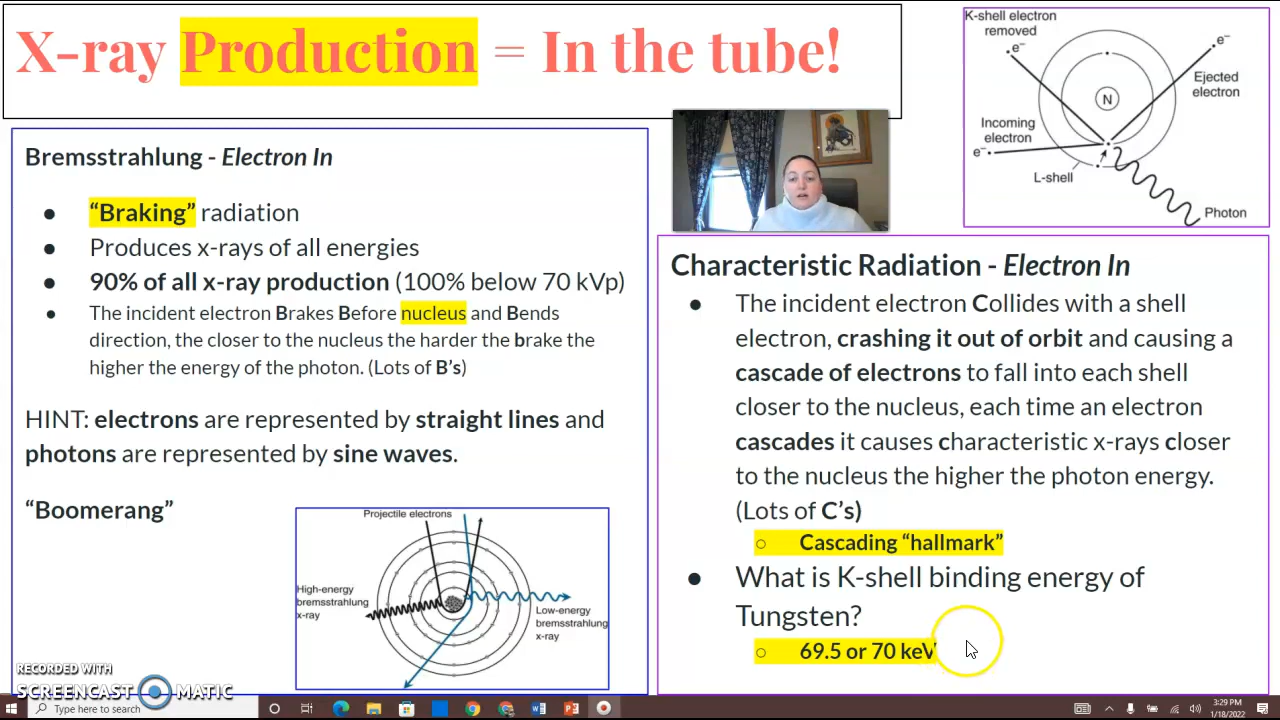 X-ray Production = In the tube!
Bremsstrahlung - Electron In
● "Braking" radiation
● Produces x-rays of all energies
● 90% of all x-ray production (100% below 70 kVp)
● The incident electron Brakes Before nucleus and Bends
direction, the closer to the nucleus the harder the brake the
higher the energy of the photon. (Lots of B's)
HINT: electrons are represented by straight lines and
photons are represented by sine waves.
"Boomerang"
Projectile electrons
High-energy
bremsstrahlung
x-ray
Low-energy
bremsstrahlung
x-ray
K-shell electron
removed
e⁻
e⁻
Ejected
electron
N
Incoming
electron
e⁻
L-shell
Photon
Characteristic Radiation - Electron In
● The incident electron Collides with a shell
electron, crashing it out of orbit and causing a
cascade of electrons to fall into each shell
closer to the nucleus, each time an electron
cascades it causes characteristic x-rays closer
to the nucleus the higher the photon energy.
(Lots of C's)
○ Cascading "hallmark"
● What is K-shell binding energy of
Tungsten?
○ 69.5 or 70 keV
RECORDED WITH
SCREENCAST MATIC
Type here to search
3:29 PM
1/18/2022